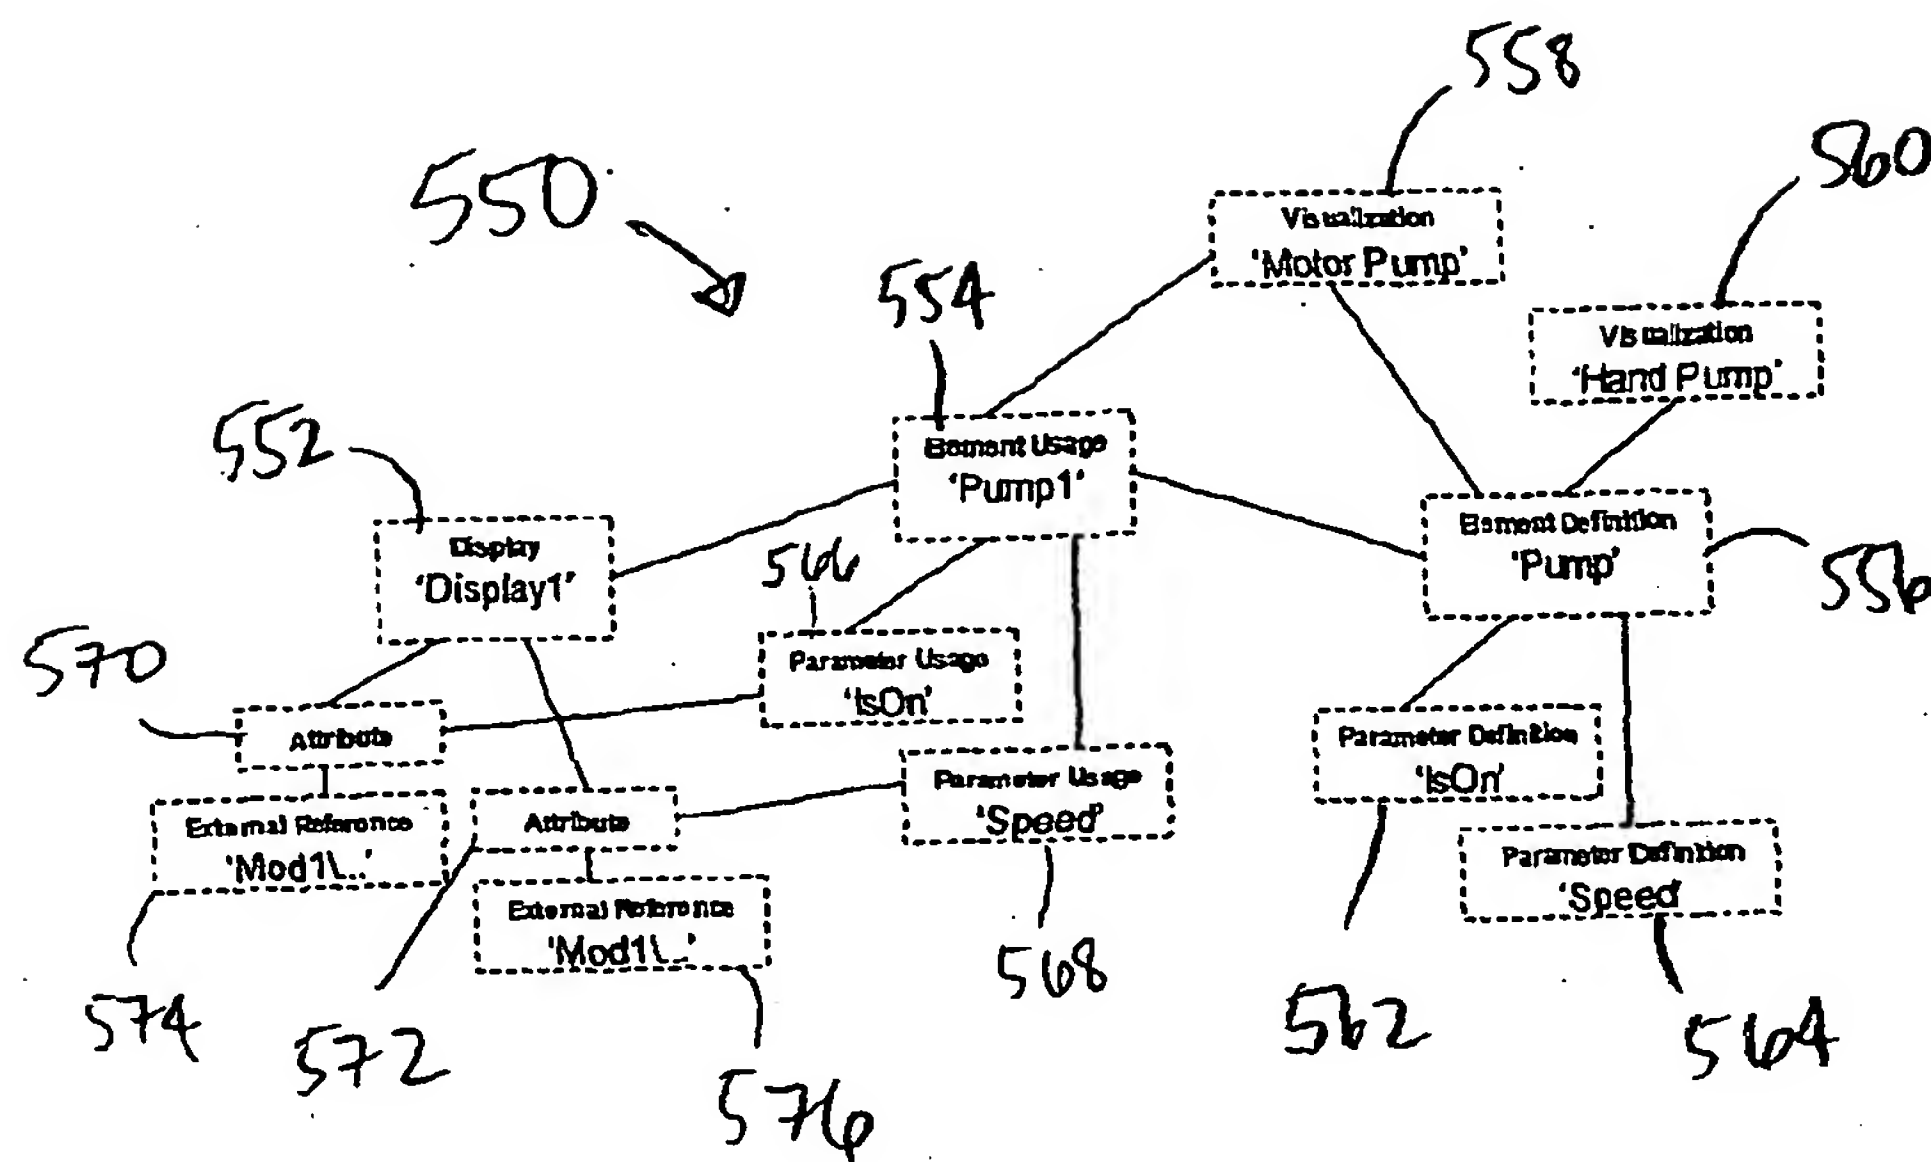 558
560
550
Visualization
'Motor Pump'
554
Visualization
'Hand Pump'
552
Element Usage
'Pump1'
Element Definition
'Pump'
556
Display
'Display1'
566
570
Parameter Usage
'IsOn'
Attribute
Parameter Definition
'IsOn'
Parameter Usage
'Speed'
External Reference
'Mod1\..'
Attribute
Parameter Definition
'Speed'
External Reference
'Mod1\..'
568
574
572
562
564
576